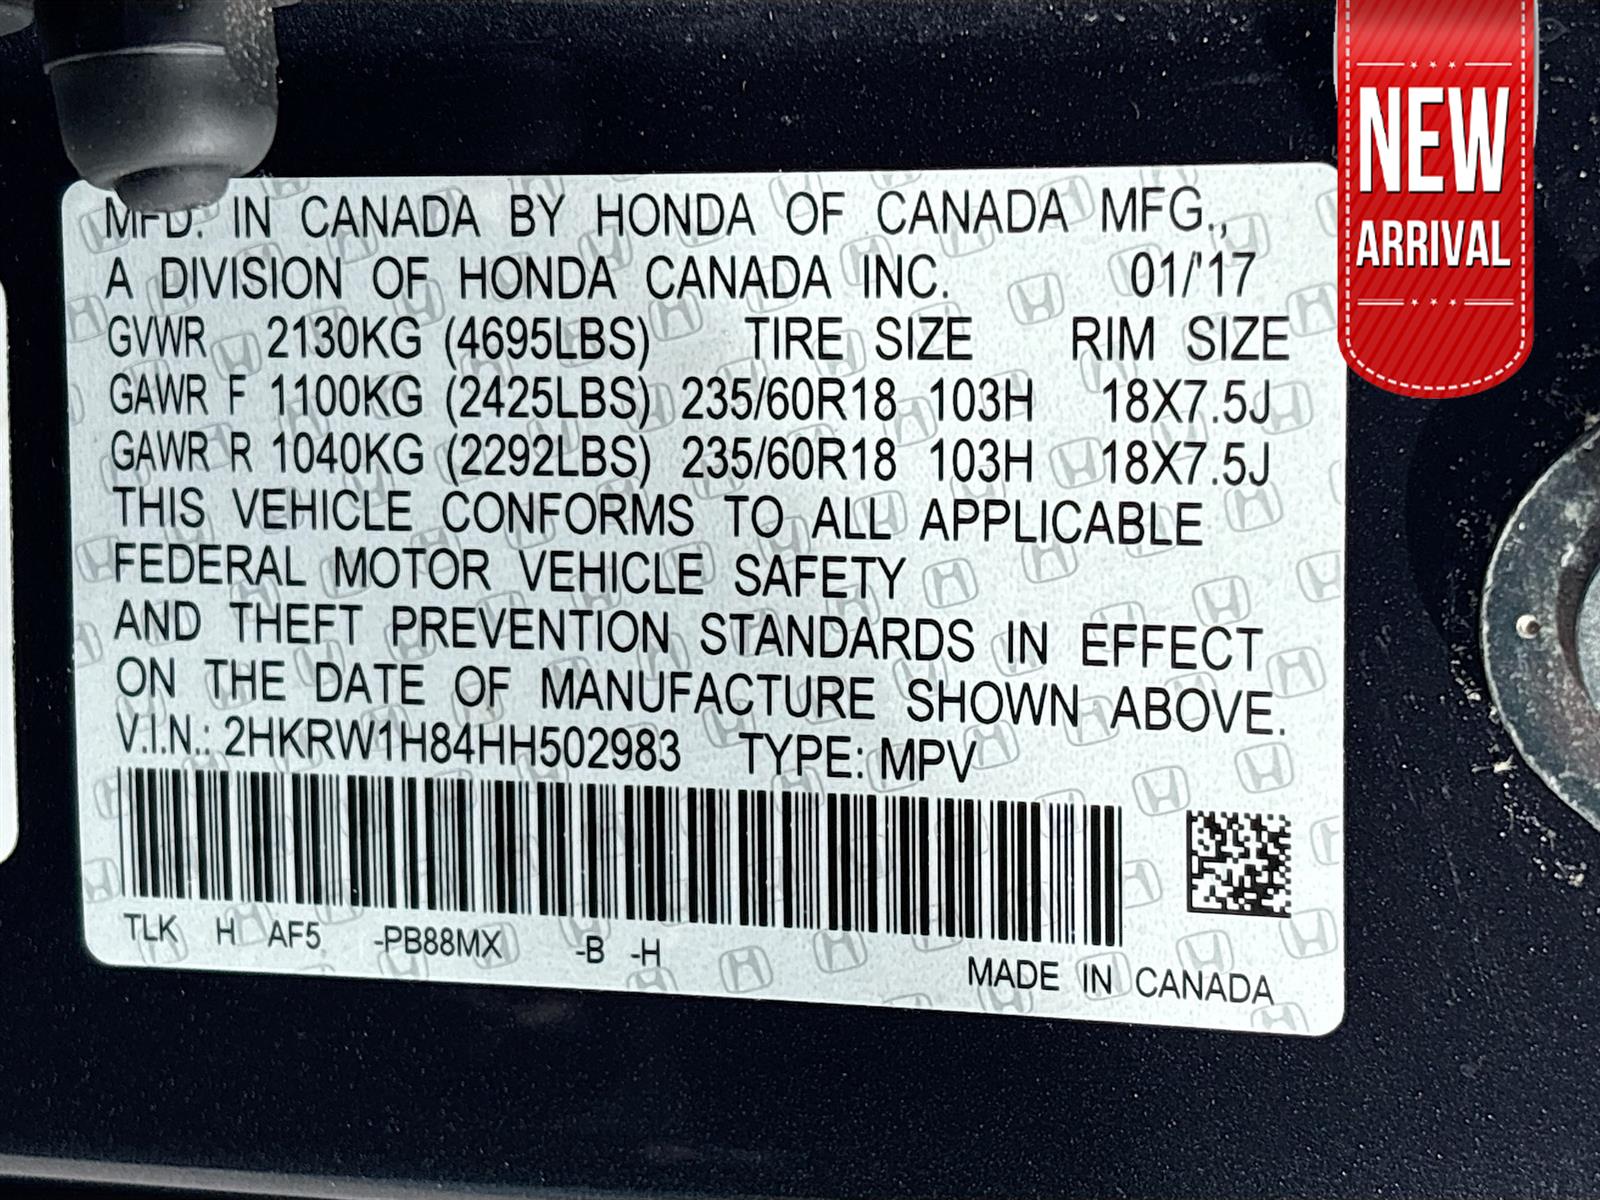 NEW
ARRIVAL
MFD. IN CANADA BY HONDA OF CANADA MFG.,
A DIVISION OF HONDA CANADA INC. 01/'17
GVWR 2130KG (4695LBS) TIRE SIZE RIM SIZE
GAWR F 1100KG (2425LBS) 235/60R18 103H 18X7.5J
GAWR R 1040KG (2292LBS) 235/60R18 103H 18X7.5J
THIS VEHICLE CONFORMS TO ALL APPLICABLE
FEDERAL MOTOR VEHICLE SAFETY
AND THEFT PREVENTION STANDARDS IN EFFECT
ON THE DATE OF MANUFACTURE SHOWN ABOVE.
V.I.N.: 2HKRW1H84HH502983 TYPE: MPV
TLK H AF5 -PB88MX -B -H
MADE IN CANADA